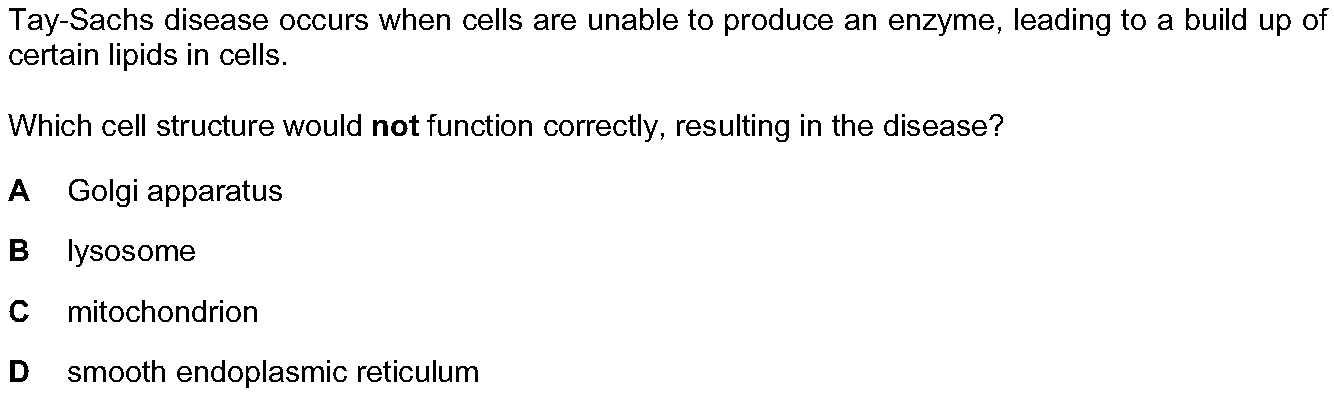 Tay-Sachs disease occurs when cells are unable to produce an enzyme, leading to a build up of
certain lipids in cells.
Which cell structure would not function correctly, resulting in the disease?
A Golgi apparatus
B lysosome
C mitochondrion
D smooth endoplasmic reticulum